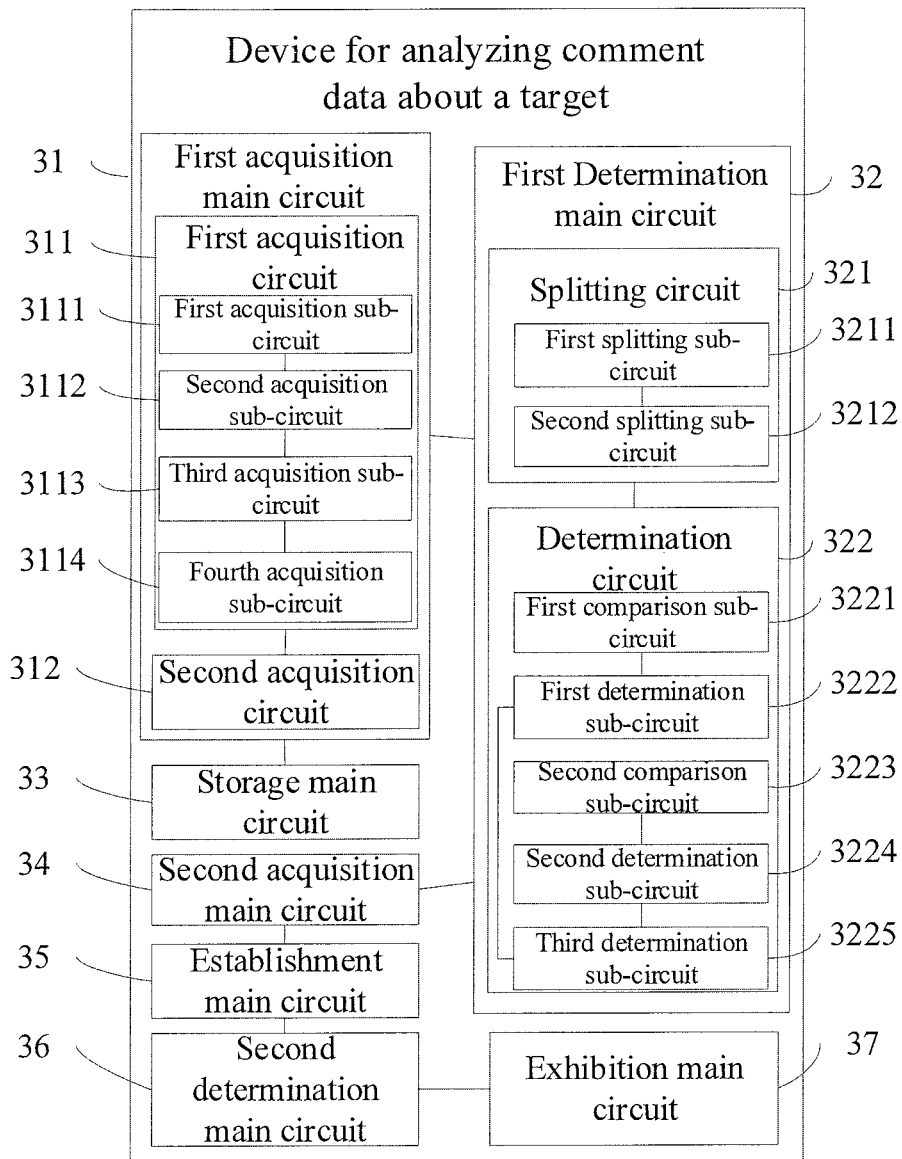 Device for analyzing comment
data about a target
31
First acquisition
main circuit
311
First acquisition
circuit
3111
First acquisition sub-
circuit
3112
Second acquisition
sub-circuit
3113
Third acquisition sub-
circuit
3114
Fourth acquisition
sub-circuit
312
Second acquisition
circuit
33
Storage main
circuit
34
Second acquisition
main circuit
35
Establishment
main circuit
36
Second
determination
main circuit
First Determination
main circuit
32
Splitting circuit
321
First splitting sub-
circuit
3211
Second splitting sub-
circuit
3212
Determination
circuit
322
First comparison sub-
circuit
3221
First determination
sub-circuit
3222
Second comparison
sub-circuit
3223
Second determination
sub-circuit
3224
Third determination
sub-circuit
3225
Exhibition main
circuit
37